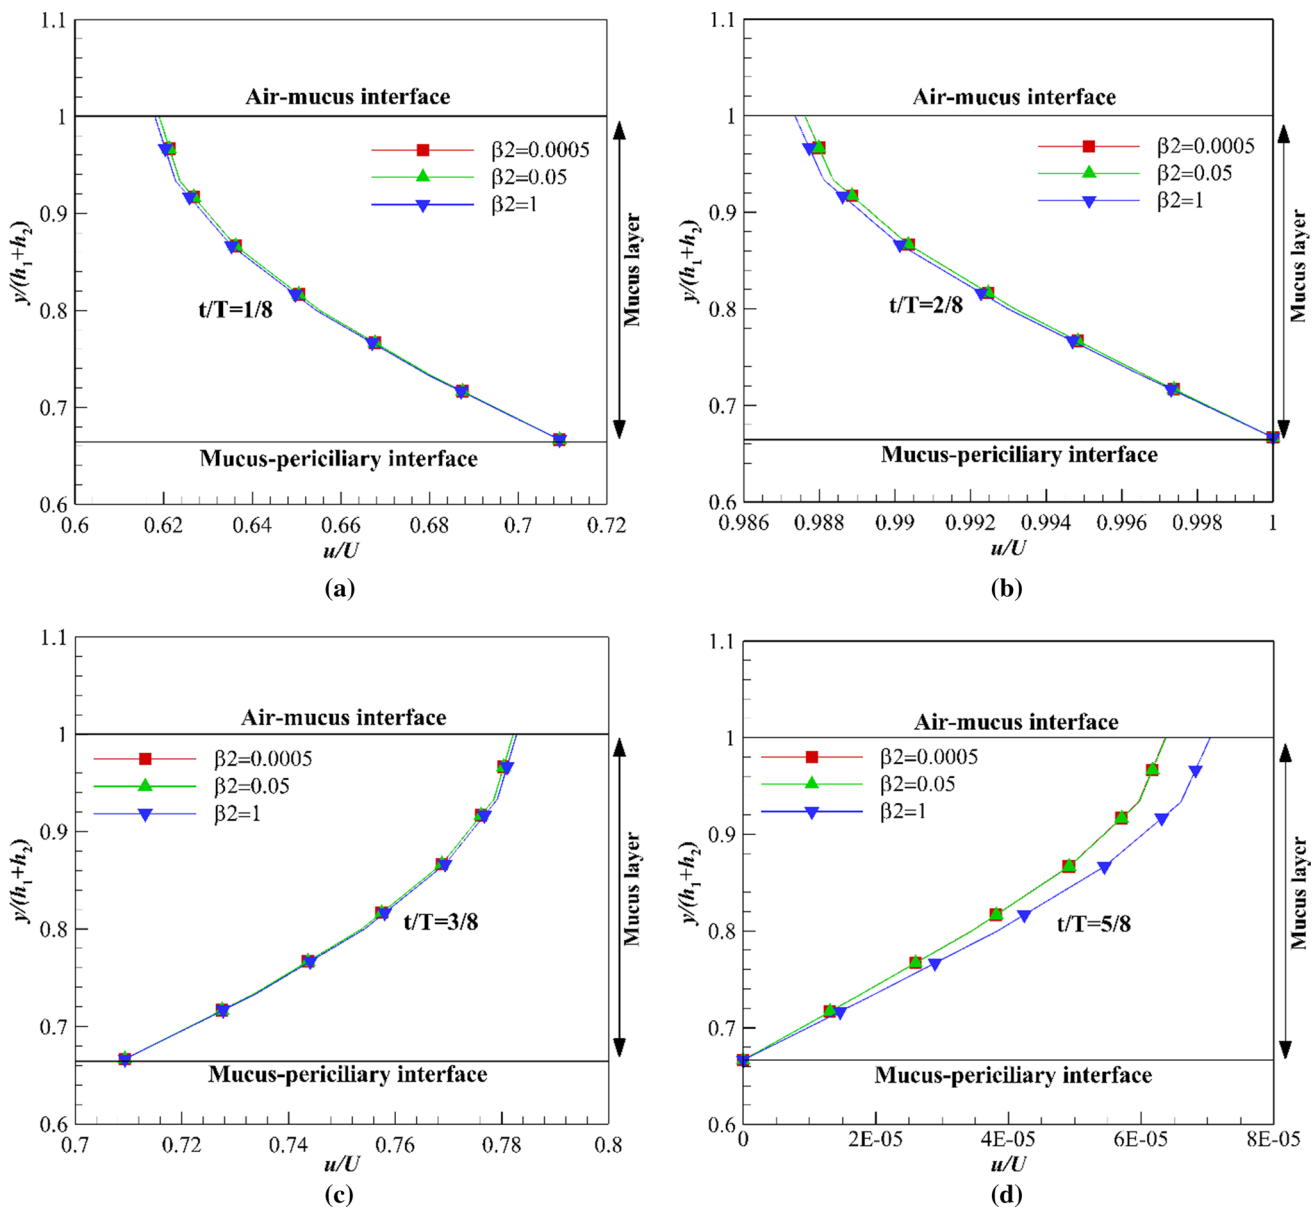 1.1
1
0.9
0.8
0.7
0.6
y/(h₁+h₂)
Air-mucus interface
β2=0.0005
β2=0.05
β2=1
t/T=1/8
Mucus layer
Mucus-periciliary interface
0.6 0.62 0.64 0.66 0.68 0.7 0.72
u/U
(a)
1.1
1
0.9
0.8
0.7
0.6
y/(h₁+h₂)
Air-mucus interface
β2=0.0005
β2=0.05
β2=1
t/T=2/8
Mucus layer
Mucus-periciliary interface
0.986 0.988 0.99 0.992 0.994 0.996 0.998 1
u/U
(b)
1.1
1
0.9
0.8
0.7
0.6
y/(h₁+h₂)
Air-mucus interface
β2=0.0005
β2=0.05
β2=1
t/T=3/8
Mucus layer
Mucus-periciliary interface
0.7 0.72 0.74 0.76 0.78 0.8
u/U
(c)
1.1
1
0.9
0.8
0.7
0.6
y/(h₁+h₂)
Air-mucus interface
β2=0.0005
β2=0.05
β2=1
t/T=5/8
Mucus layer
Mucus-periciliary interface
0 2E-05 4E-05 6E-05 8E-05
u/U
(d)